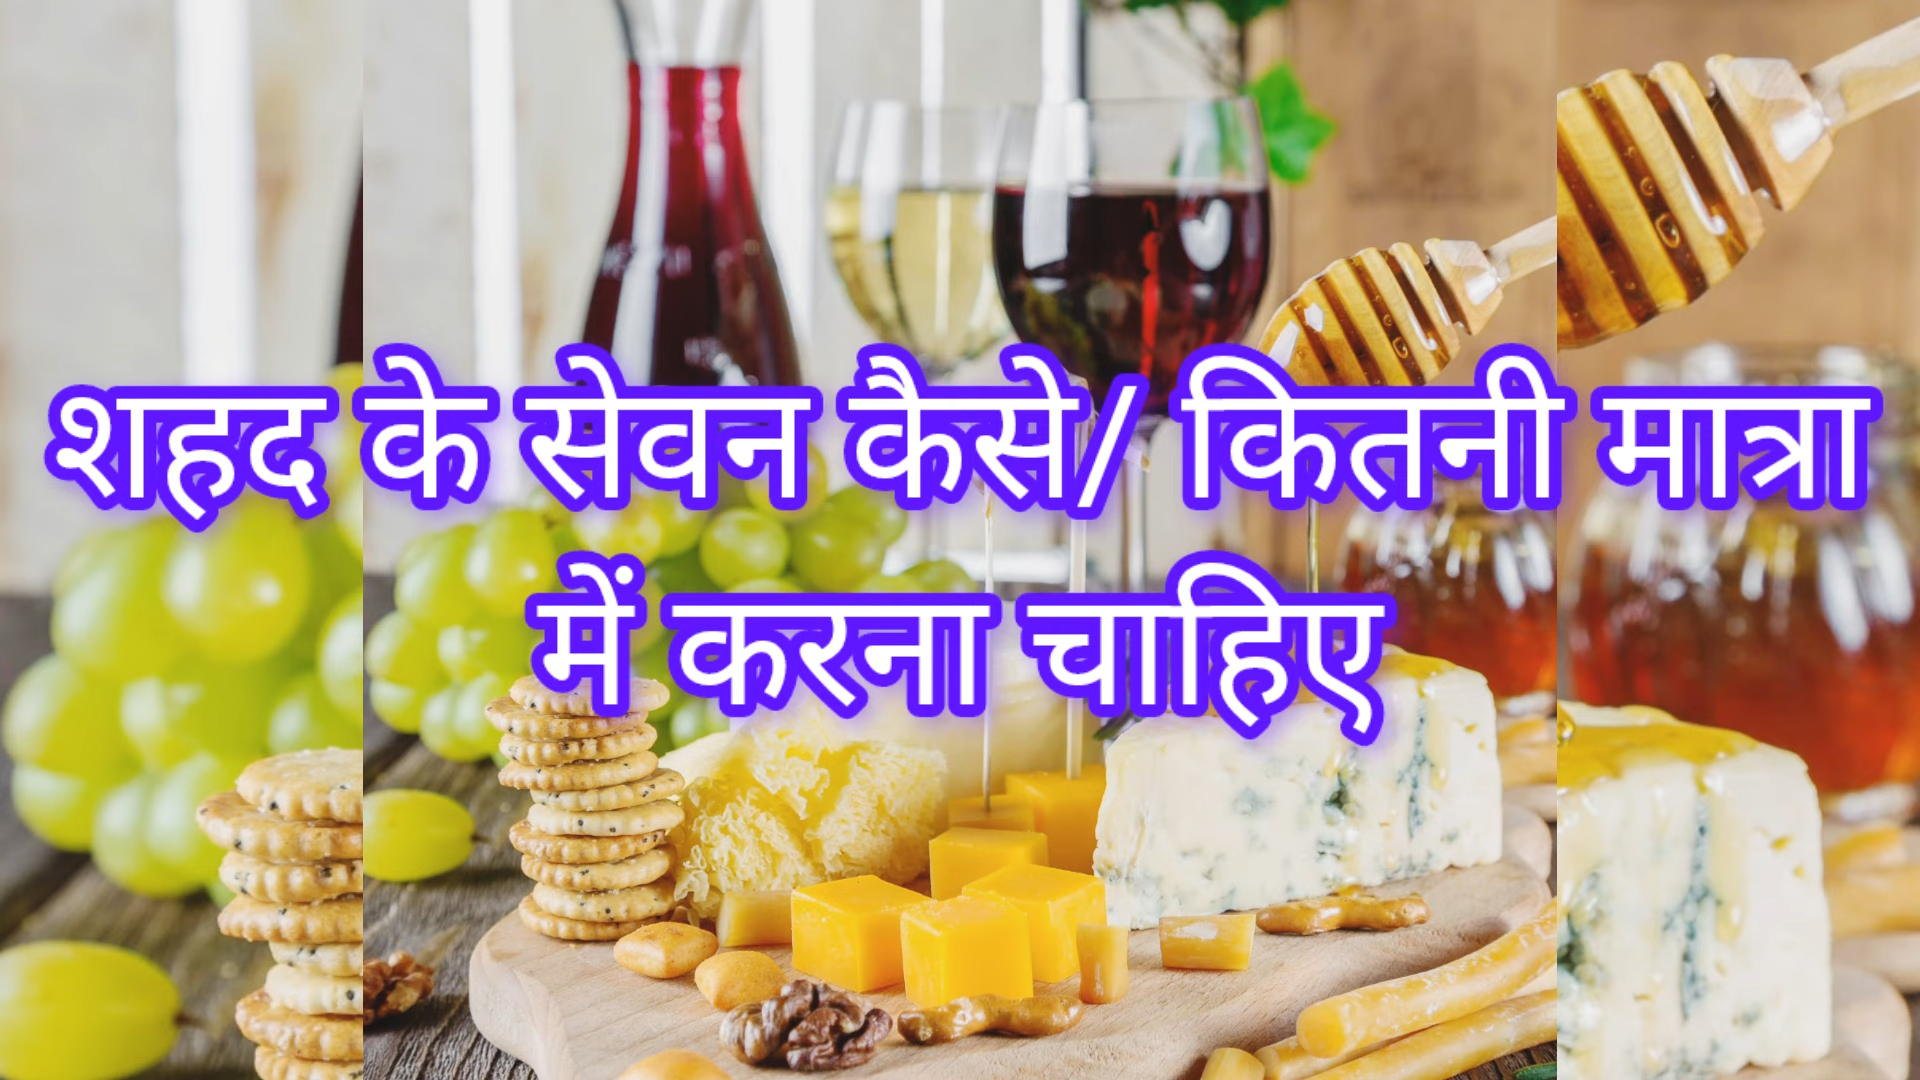 शहद के सेवन कैसे/ कितनी मात्रा
में करना चाहिए